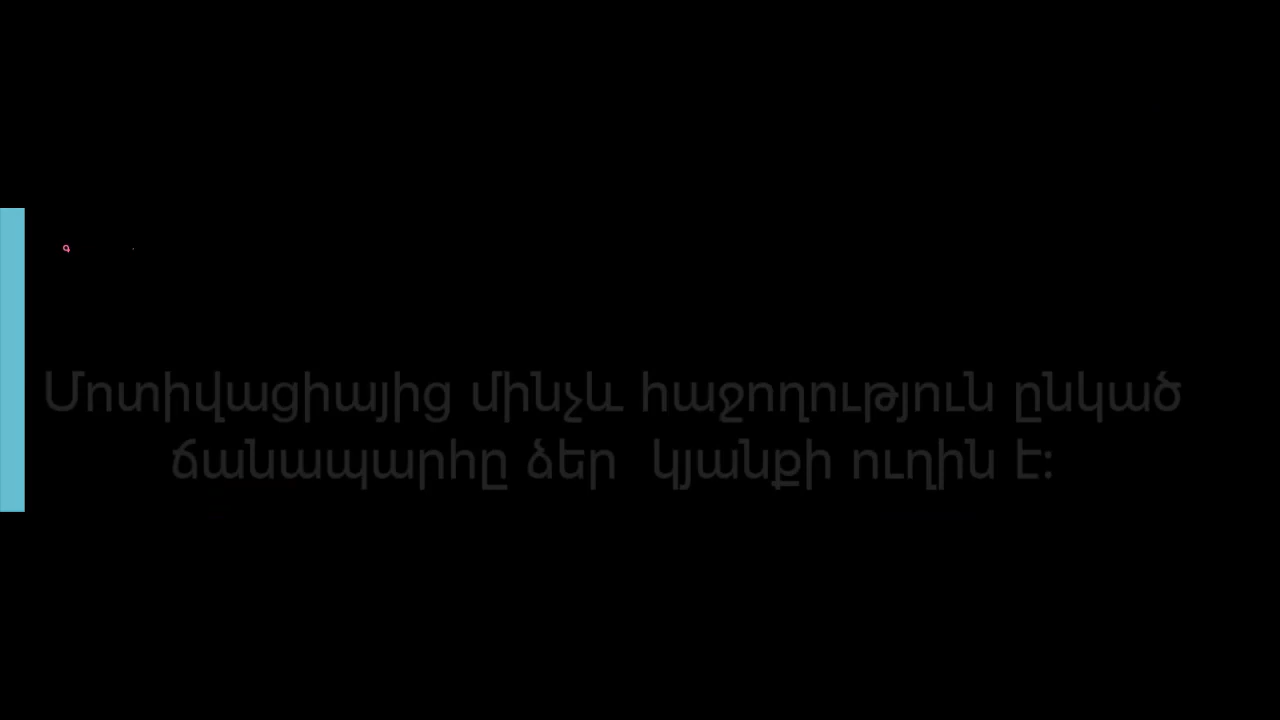 Մոտիվացիայից մինչև հաջողություն ընկած
ճանապարհը ձեր կյանքի ուղին է: